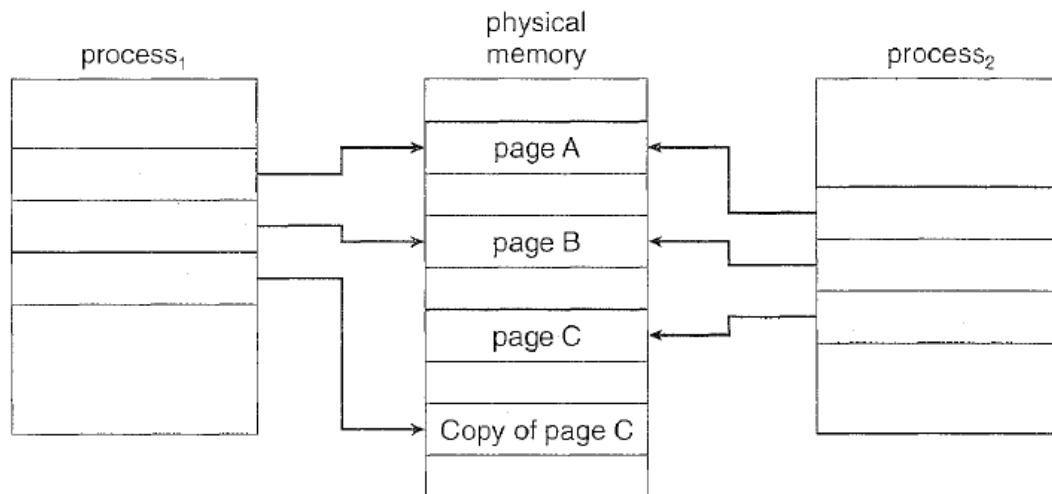 process₁
physical
memory
process₂
page A
page B
page C
Copy of page C